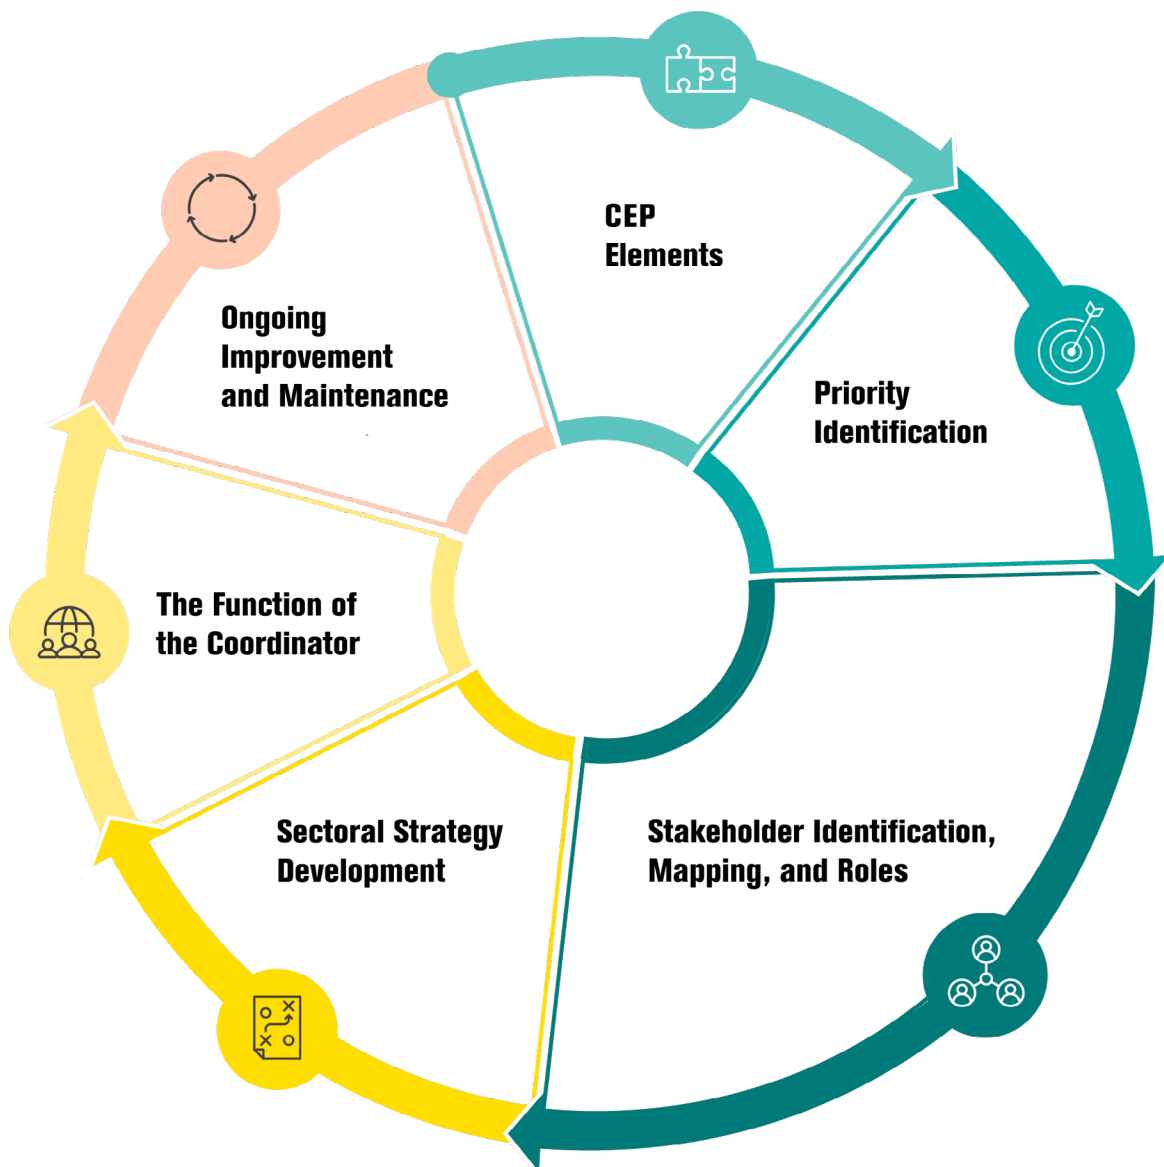 CEP
Elements
Priority
Identification
Stakeholder Identification,
Mapping, and Roles
Sectoral Strategy
Development
The Function of
the Coordinator
Ongoing
Improvement
and Maintenance